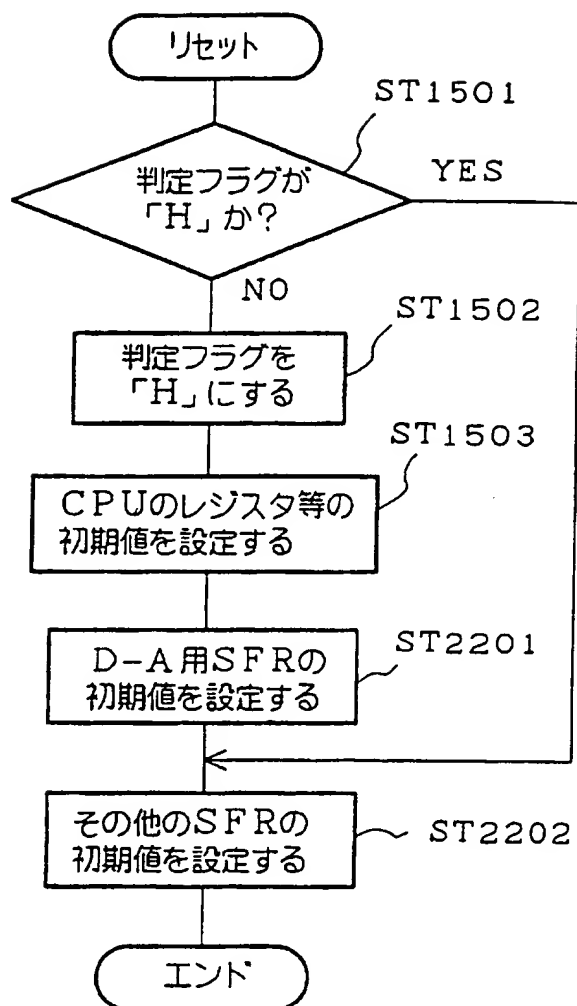 リセット
ST1501
判定フラグが
「H」か?
YES
NO
ST1502
判定フラグを
「H」にする
ST1503
CPUのレジスタ等の
初期値を設定する
ST2201
D-A用SFRの
初期値を設定する
その他のSFRの
初期値を設定する
ST2202
エンド